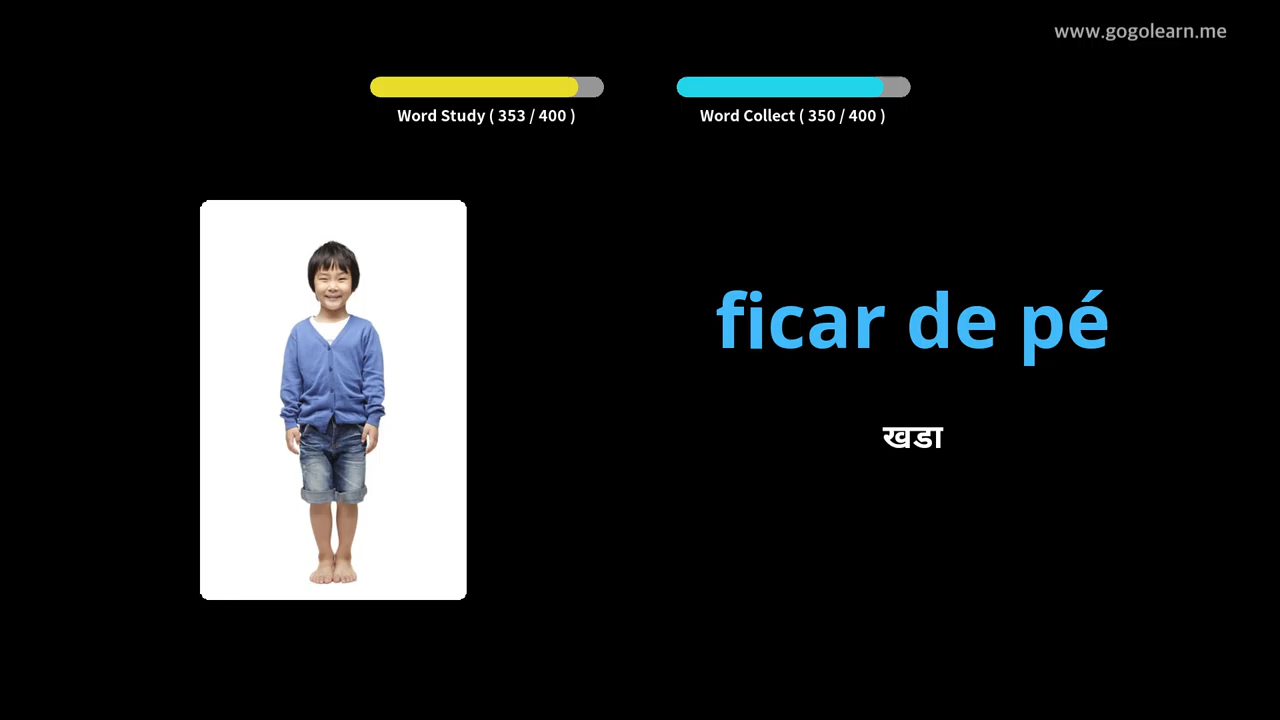 www.gogolearn.me
Word Study ( 353 / 400 )
Word Collect ( 350 / 400 )
ficar de pé
खडा